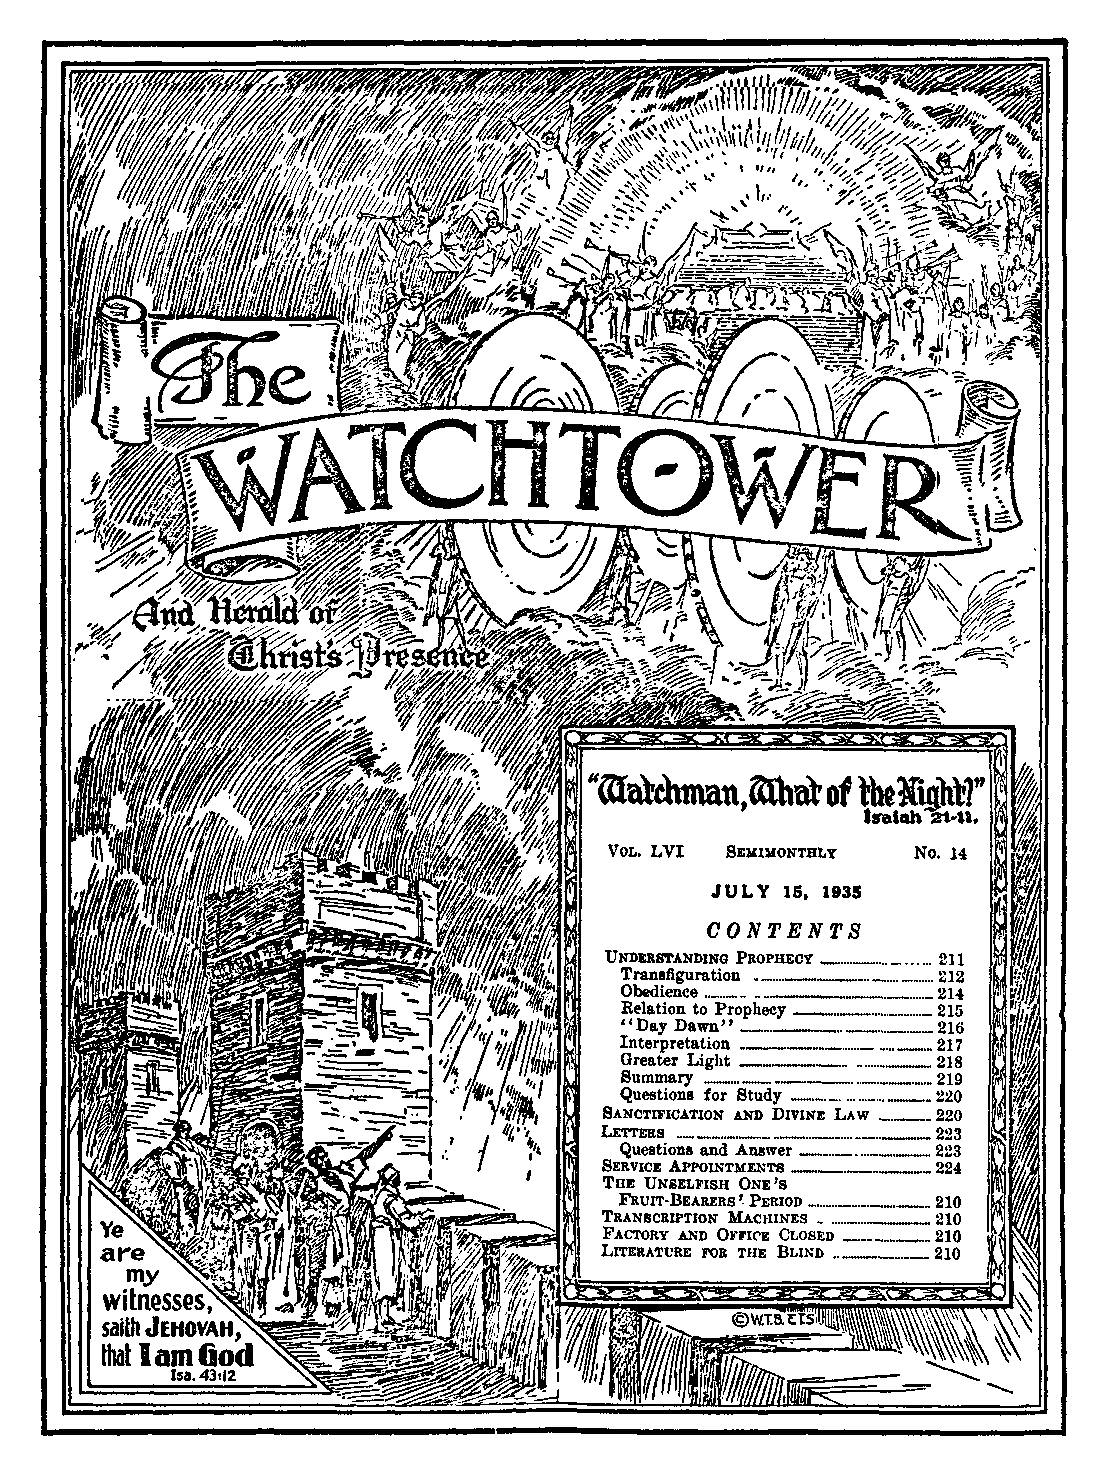 The
WATCHTOWER
And Herald of
Christ's Presence
"Watchman, What of the Night?"
Isaiah 21-11.
VOL. LVI SEMIMONTHLY No. 14
JULY 15, 1935
CONTENTS
UNDERSTANDING PROPHECY 211
Transfiguration 212
Obedience 214
Relation to Prophecy 215
"Day Dawn" 216
Interpretation 217
Greater Light 218
Summary 219
Questions for Study 220
SANCTIFICATION AND DIVINE LAW 220
LETTERS 223
Questions and Answer 223
SERVICE APPOINTMENTS 224
THE UNSELFISH ONE'S
FRUIT-BEARERS' PERIOD 210
TRANSCRIPTION MACHINES 210
FACTORY AND OFFICE CLOSED 210
LITERATURE FOR THE BLIND 210
©W.T.B. & T.S
Ye
are
my
witnesses,
saith JEHOVAH,
that I am God
Isa. 43:12